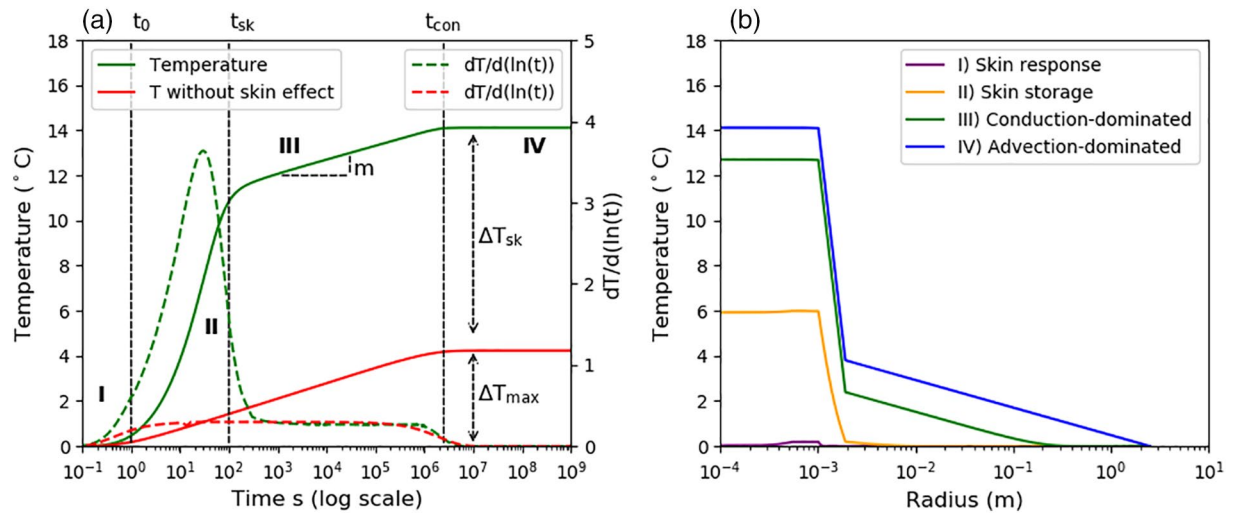 (a)
t0 tsk tcon
18
16
14
12
10
8
6
4
2
0
Temperature (°C)
Temperature
T without skin effect
dT/d(ln(t))
dT/d(ln(t))
I
II
III
IV
m
ΔTsk
ΔTmax
5
4
3
2
1
0
dT/d(ln(t))
10−1 100 101 102 103 104 105 106 107 108 109
Time s (log scale)
(b)
18
16
14
12
10
8
6
4
2
0
Temperature (°C)
I) Skin response
II) Skin storage
III) Conduction-dominated
IV) Advection-dominated
10−4 10−3 10−2 10−1 100 101
Radius (m)